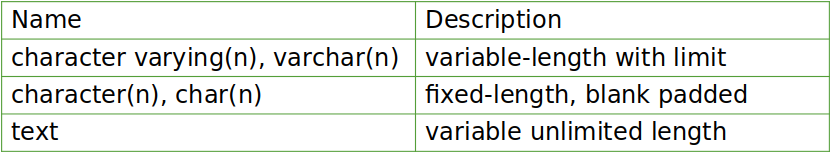 Name Description
character varying(n), varchar(n) variable-length with limit
character(n), char(n) fixed-length, blank padded
text variable unlimited length